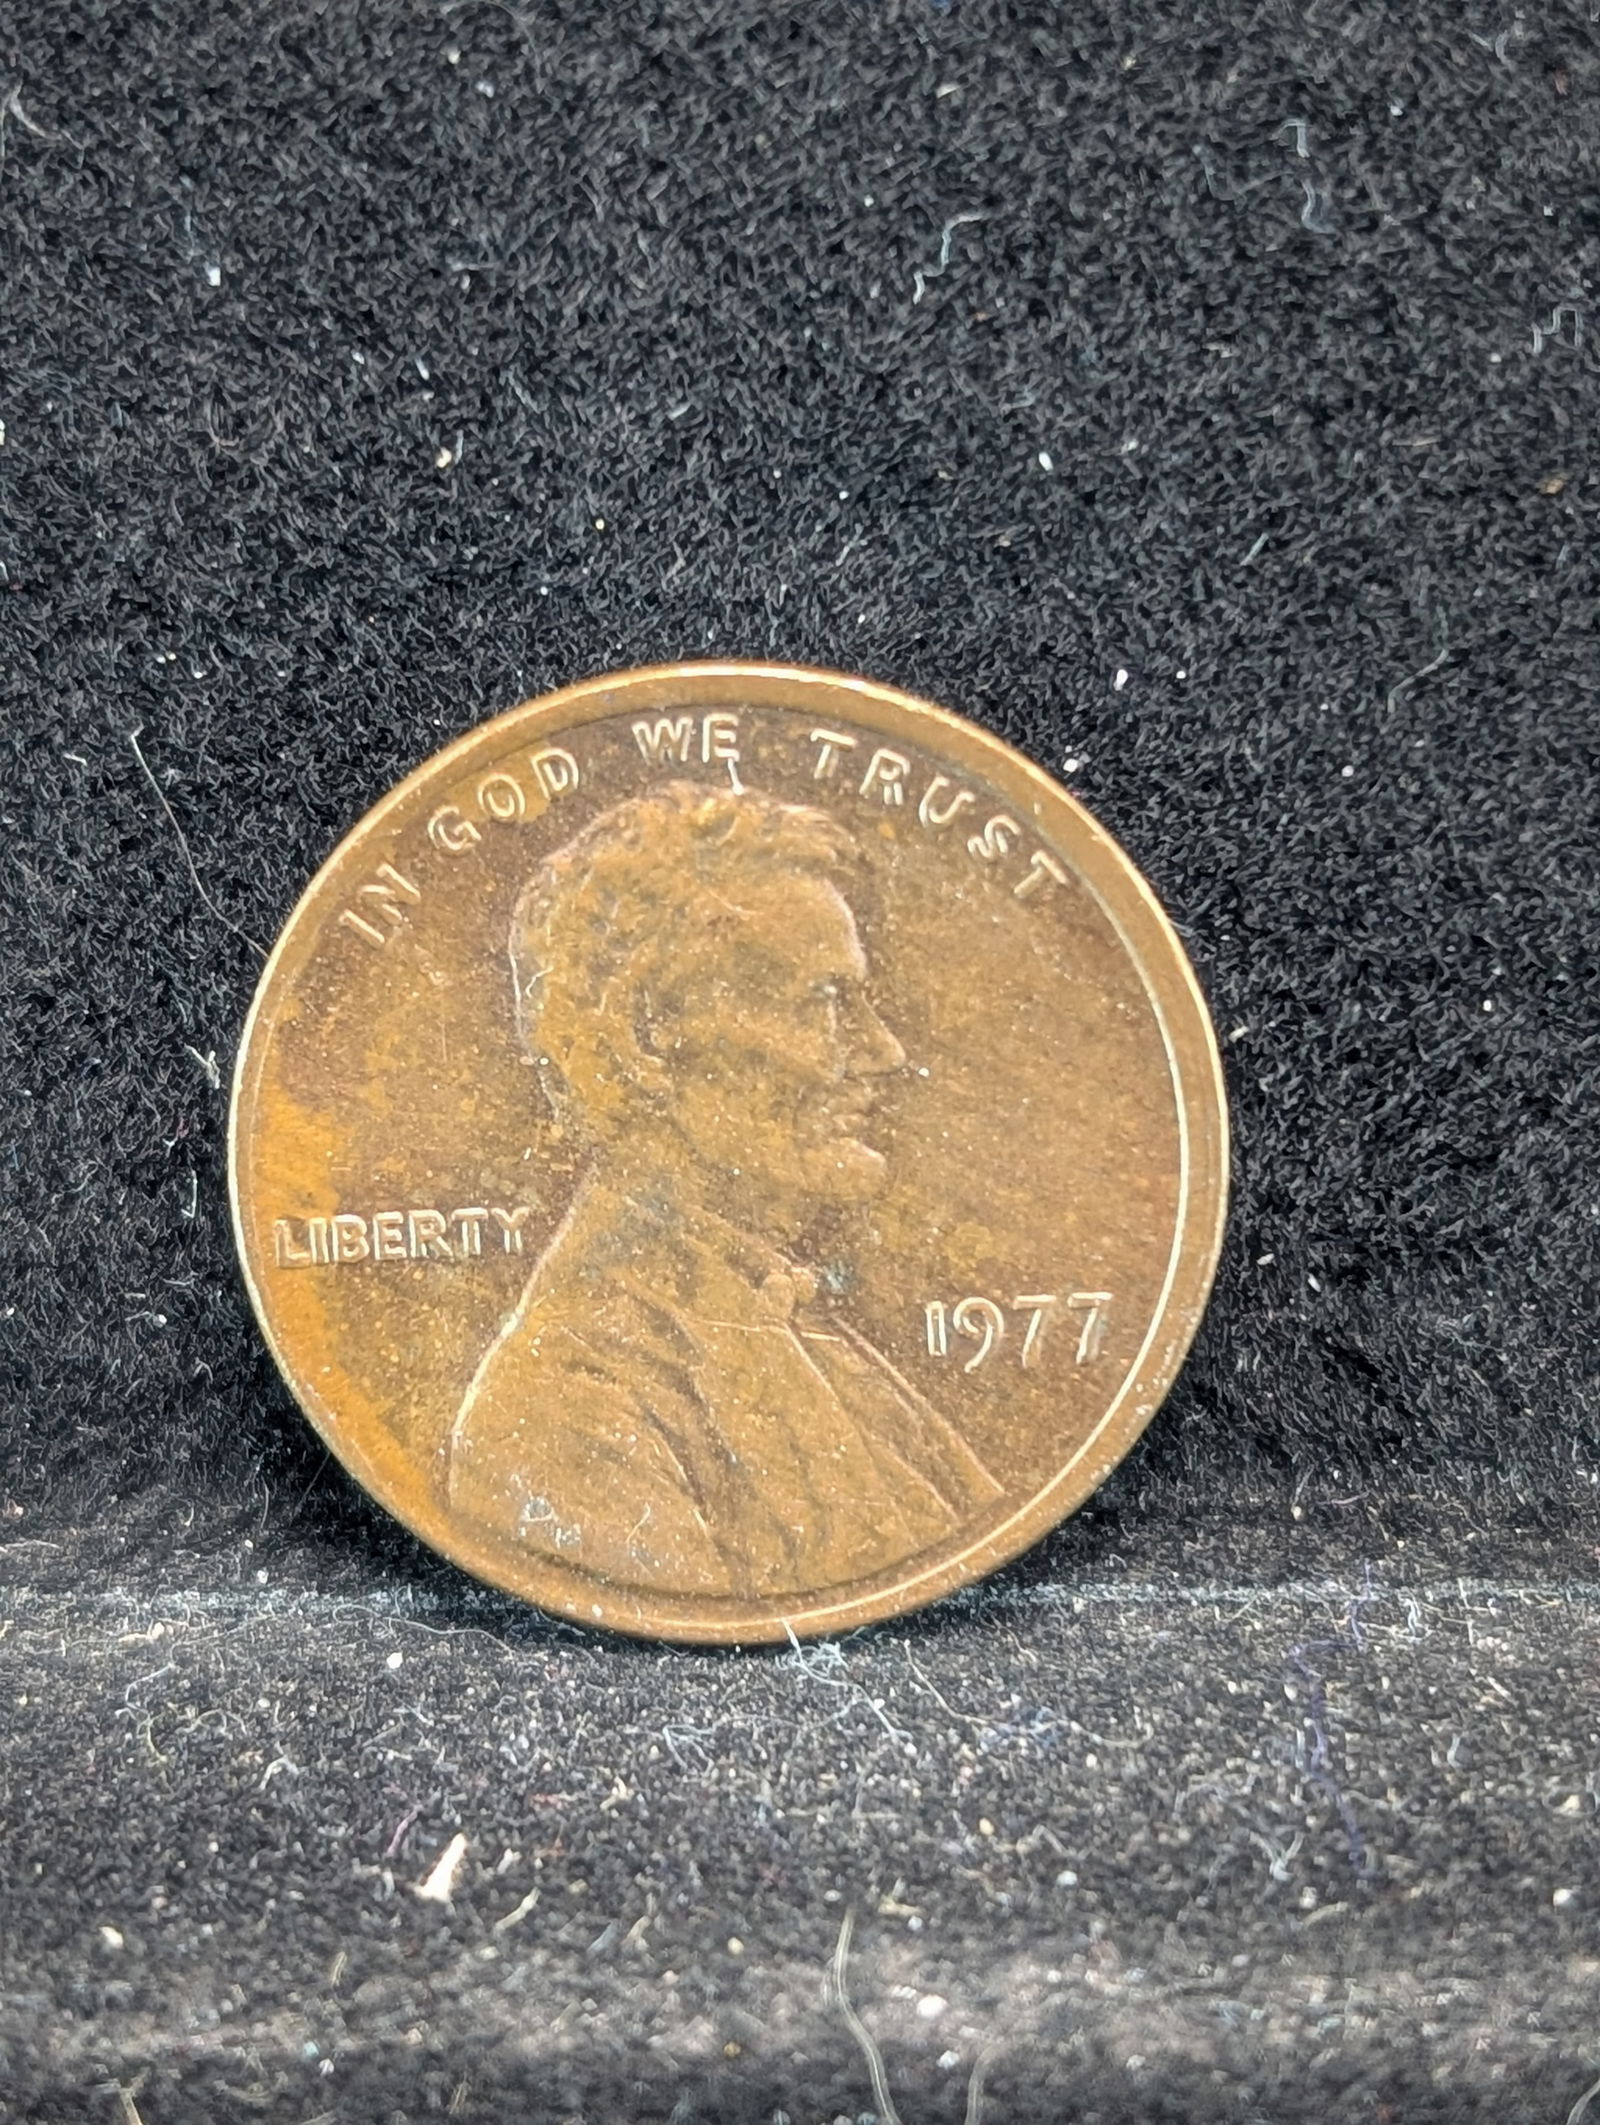 IN GOD WE TRUST
LIBERTY
1977